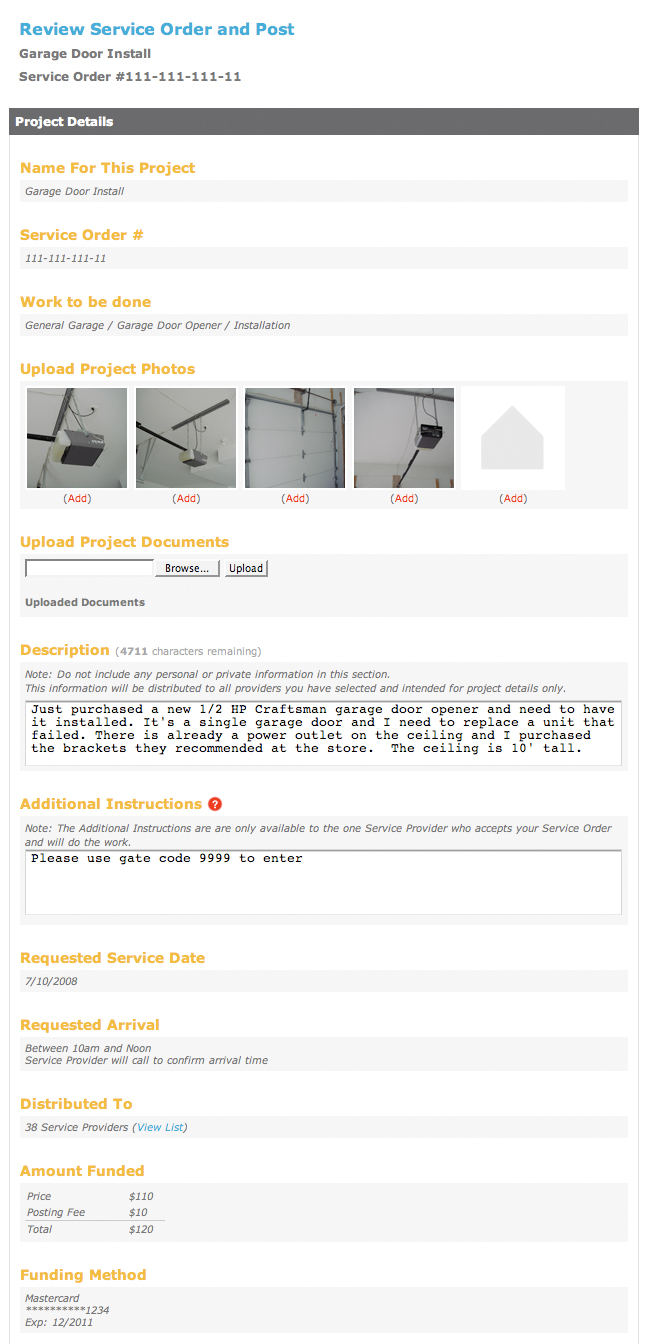 Review Service Order and Post
Garage Door Install
Service Order #111-111-111-11
Project Details
Name For This Project
Garage Door Install
Service Order #
111-111-111-11
Work to be done
General Garage / Garage Door Opener / Installation
Upload Project Photos
(Add) (Add) (Add) (Add) (Add)
Upload Project Documents
Browse... Upload
Uploaded Documents
Description (4711 characters remaining)
Note: Do not include any personal or private information in this section.
This information will be distributed to all providers you have selected and intended for project details only.
Just purchased a new 1/2 HP Craftsman garage door opener and need to have
it installed. It's a single garage door and I need to replace a unit that
failed. There is already a power outlet on the ceiling and I purchased
the brackets they recommended at the store.  The ceiling is 10' tall.
Additional Instructions ?
Note: The Additional Instructions are are only available to the one Service Provider who accepts your Service Order
and will do the work.
Please use gate code 9999 to enter
Requested Service Date
7/10/2008
Requested Arrival
Between 10am and Noon
Service Provider will call to confirm arrival time
Distributed To
38 Service Providers (View List)
Amount Funded
Price $110
Posting Fee $10
Total $120
Funding Method
Mastercard
**********1234
Exp: 12/2011